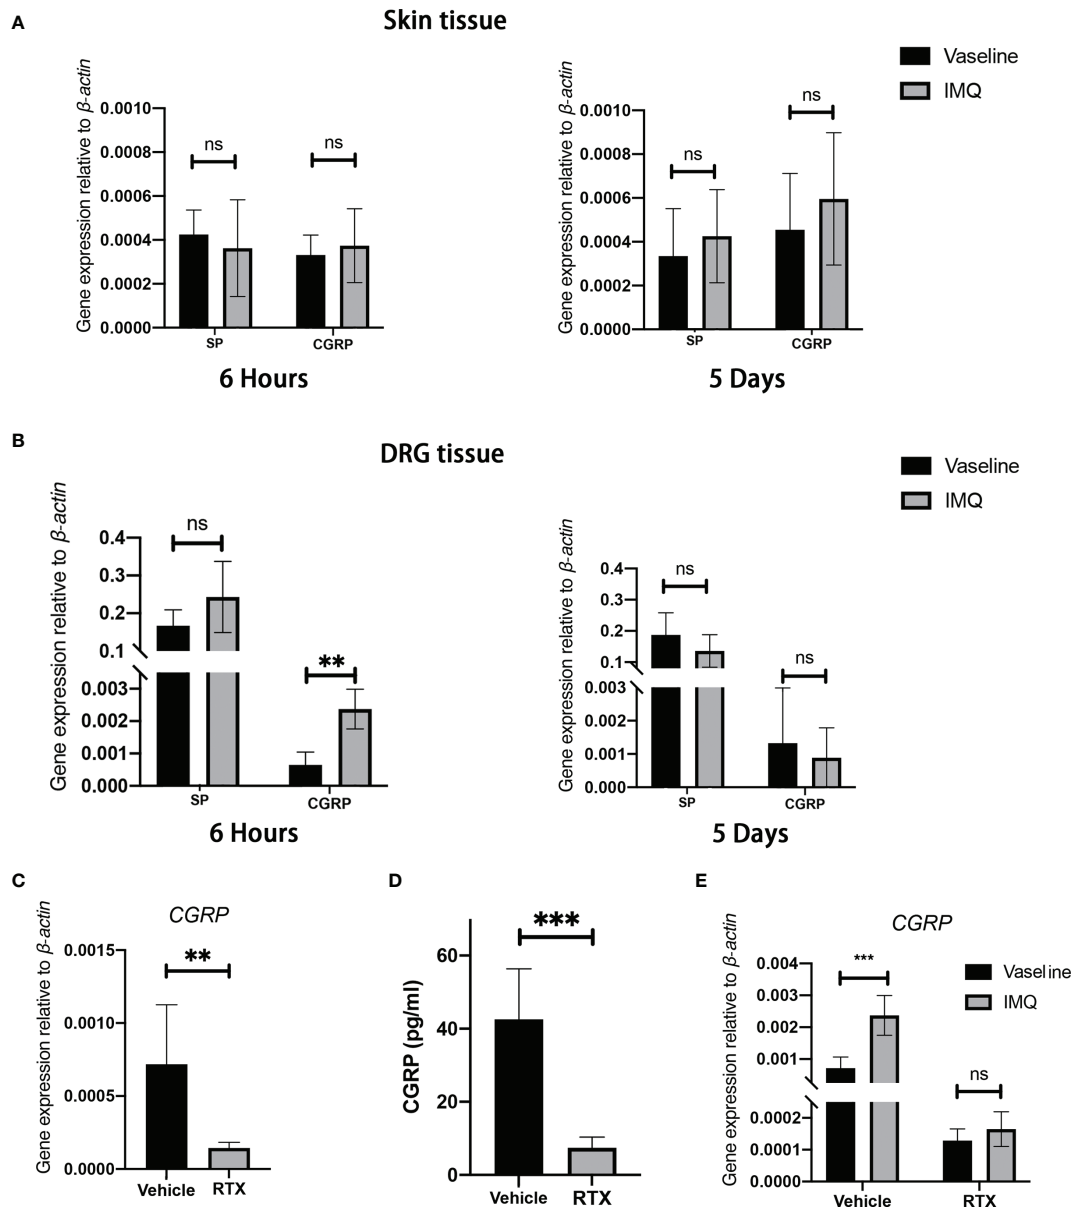 A
Skin tissue
Vaseline
IMQ
Gene expression relative to β-actin
0.0010
0.0008
0.0006
0.0004
0.0002
0.0000
ns
ns
SP
CGRP
6 Hours
Gene expression relative to β-actin
0.0010
0.0008
0.0006
0.0004
0.0002
0.0000
ns
ns
SP
CGRP
5 Days
B
DRG tissue
Vaseline
IMQ
Gene expression relative to β-actin
0.4
0.3
0.2
0.1
0.003
0.002
0.001
0.000
ns
**
SP
CGRP
6 Hours
Gene expression relative to β-actin
0.4
0.3
0.2
0.1
0.003
0.002
0.001
0.000
ns
ns
SP
CGRP
5 Days
C
CGRP
Gene expression relative to β-actin
0.0015
0.0010
0.0005
0.0000
**
Vehicle
RTX
D
CGRP (pg/ml)
60
40
20
0
***
Vehicle
RTX
E
CGRP
Gene expression relative to β-actin
0.004
0.003
0.002
0.001
0.0002
0.0001
0.0000
***
ns
Vaseline
IMQ
Vehicle
RTX